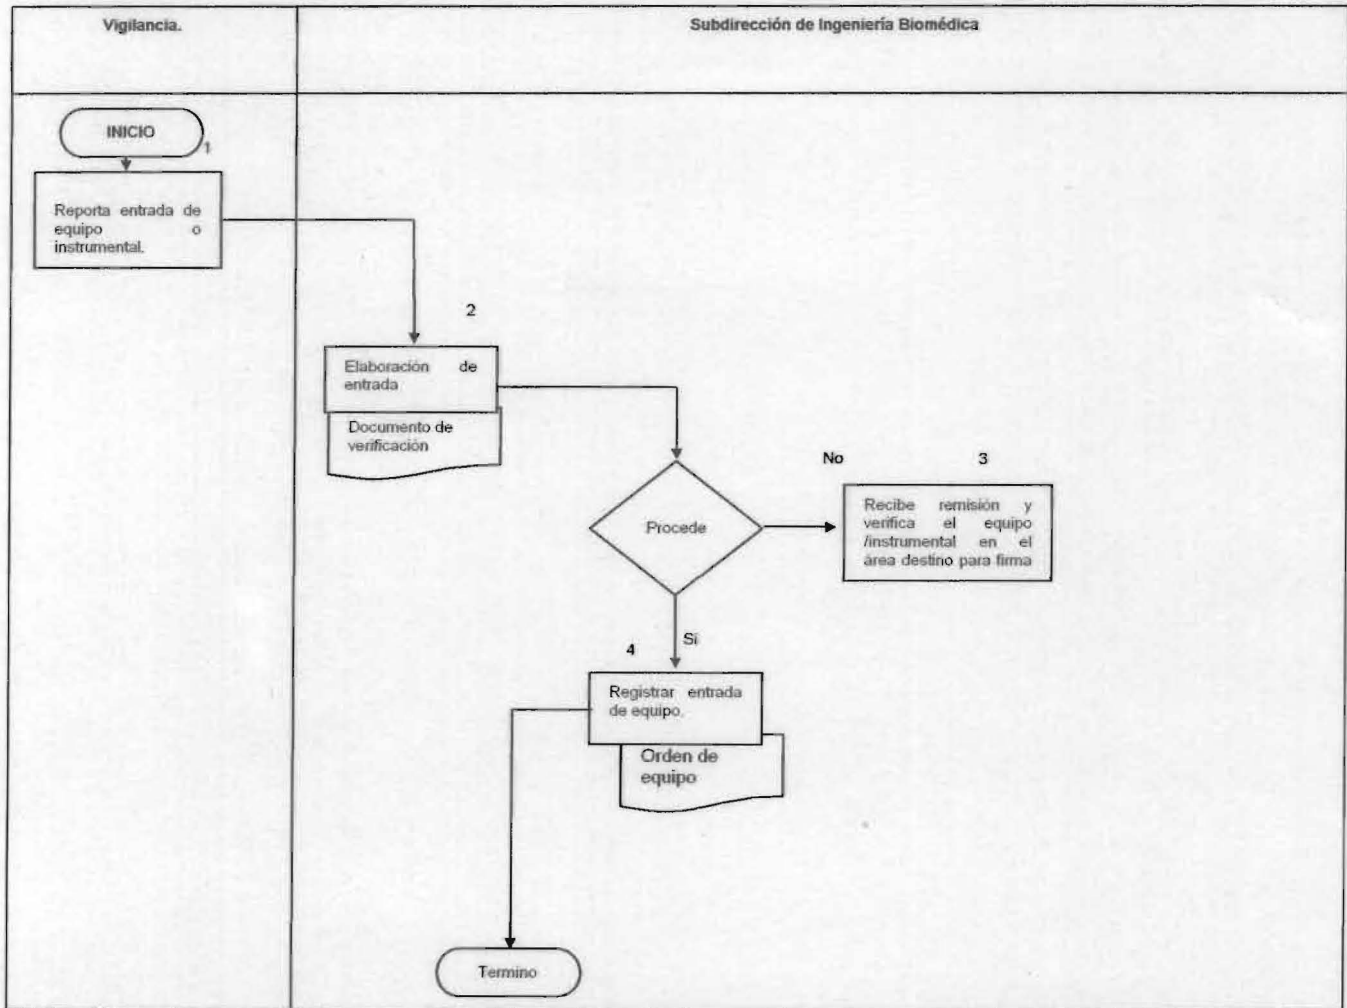 Vigilancia.
Subdirección de Ingeniería Biomédica
INICIO
1
Reporta entrada de
equipo o
instrumental.
2
Elaboración de
entrada
Documento de
verificación
Procede
No
3
Recibe remisión y
verifica el equipo
/instrumental en el
área destino para firma
Sí
4
Registrar entrada
de equipo.
Orden de
equipo
Termino